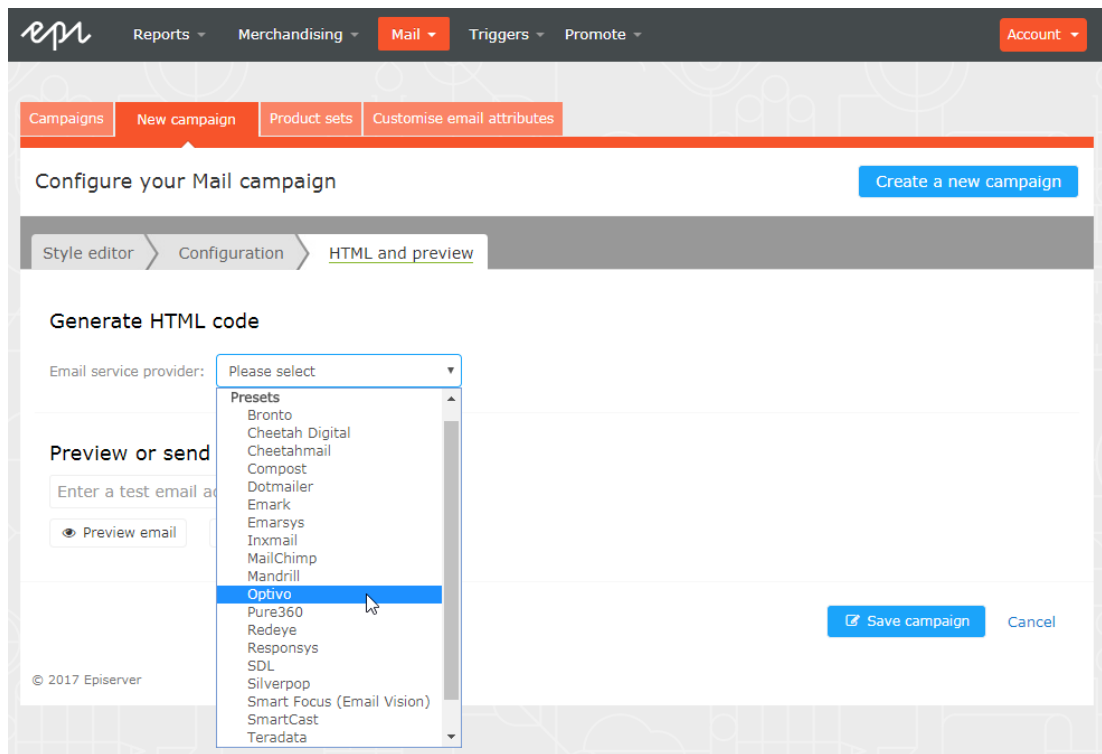 epi Reports Merchandising Mail Triggers Promote Account
Campaigns New campaign Product sets Customise email attributes
Configure your Mail campaign Create a new campaign
Style editor Configuration HTML and preview
Generate HTML code
Email service provider: Please select
Presets
Bronto
Cheetah Digital
Cheetahmail
Compost
Dotmailer
Emark
Emarsys
Inxmail
MailChimp
Mandrill
Optivo
Pure360
Redeye
Responsys
SDL
Silverpop
Smart Focus (Email Vision)
SmartCast
Teradata
Preview or send
Enter a test email
Preview email
Save campaign Cancel
© 2017 Episerver